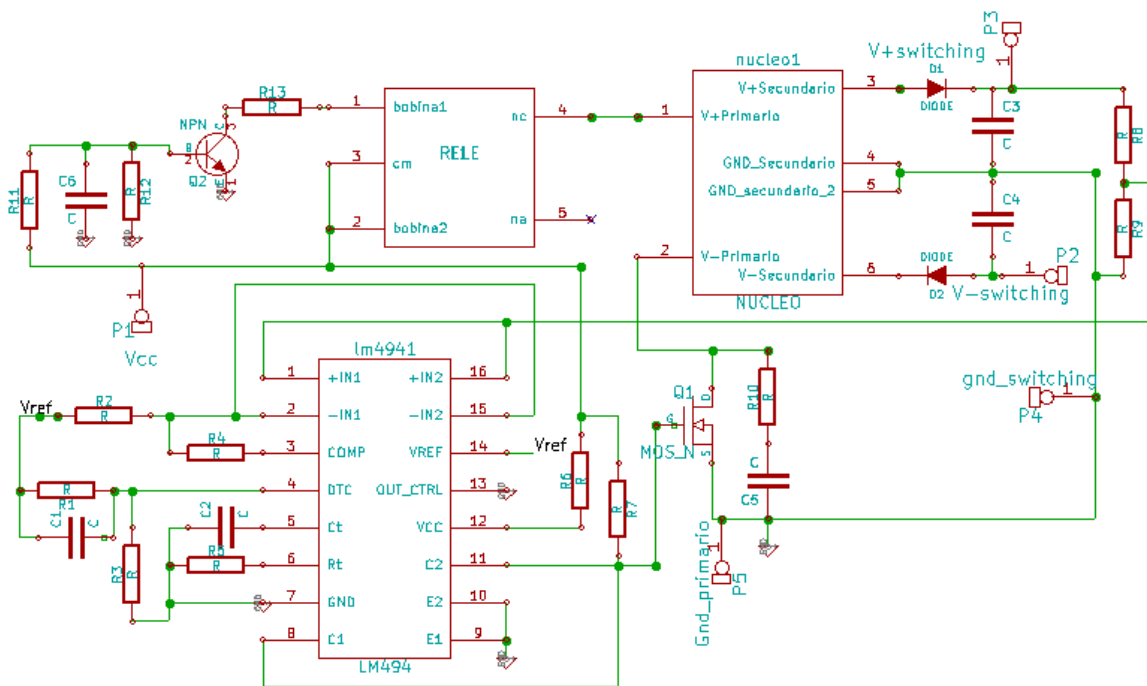 P3
1
V+switching
nucleo1
D1
DIODE
3
V+Secundario
1
V+Primario
C3
C
R8
R
R13
R
1
bobina1
nc
4
NPN
C
3
B
2
Q2
E
1
RELE
3
cm
GND_Secundario
4
GND_secundario_2
5
R11
R
C6
C
R12
R
2
bobina2
na
5
C4
C
R9
R
2
V-Primario
V-Secundario
6
DIODE
D2
1
P2
V-switching
NUCLEO
1
P1
Vcc
lm4941
1
+IN1
+IN2
16
Q1
D
G
S
MOS_N
R10
R
gnd_switching
1
P4
Vref
R2
R
2
-IN1
-IN2
15
R4
R
3
COMP
VREF
14
Vref
R1
R
4
DTC
OUT_CTRL
13
R6
R
R7
R
C
C5
C1
C
C2
C
5
Ct
VCC
12
R3
R
R5
R
6
Rt
C2
11
1
P5
Gnd_primario
7
GND
E2
10
8
C1
E1
9
LM494